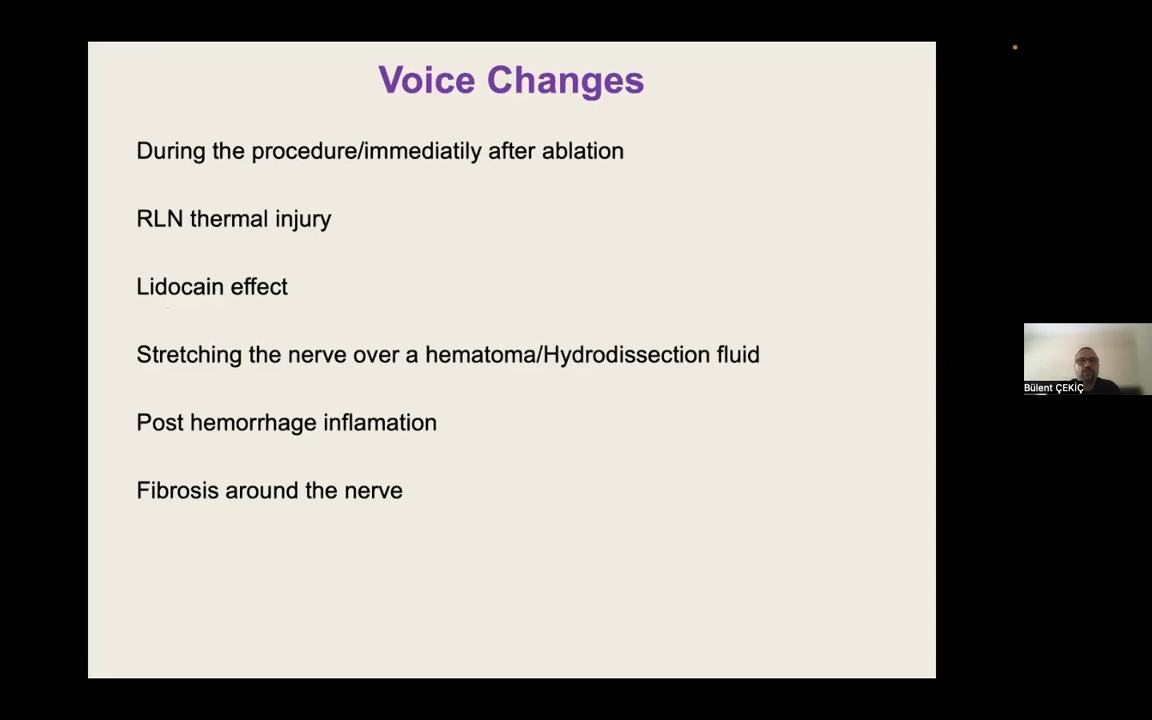 Voice Changes
During the procedure/immediatily after ablation
RLN thermal injury
Lidocain effect
Stretching the nerve over a hematoma/Hydrodissection fluid
Post hemorrhage inflamation
Fibrosis around the nerve
Bülent ÇEKİÇ